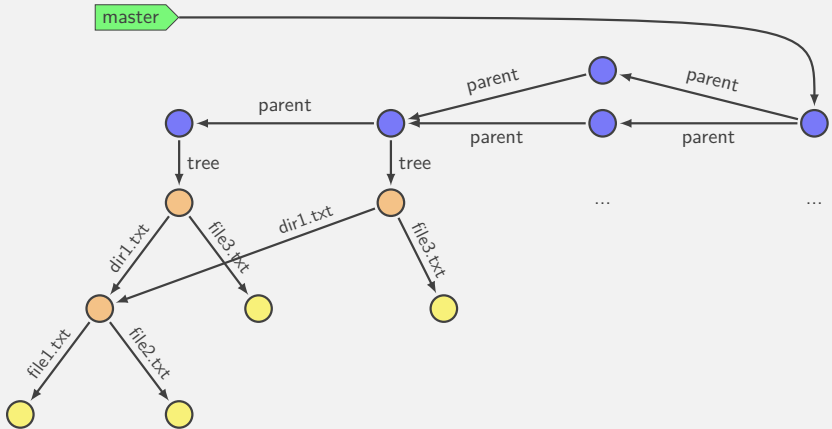 master
parent
parent
parent
parent
parent
tree
tree
dir1.txt
file3.txt
dir1.txt
file3.txt
...
...
file1.txt
file2.txt